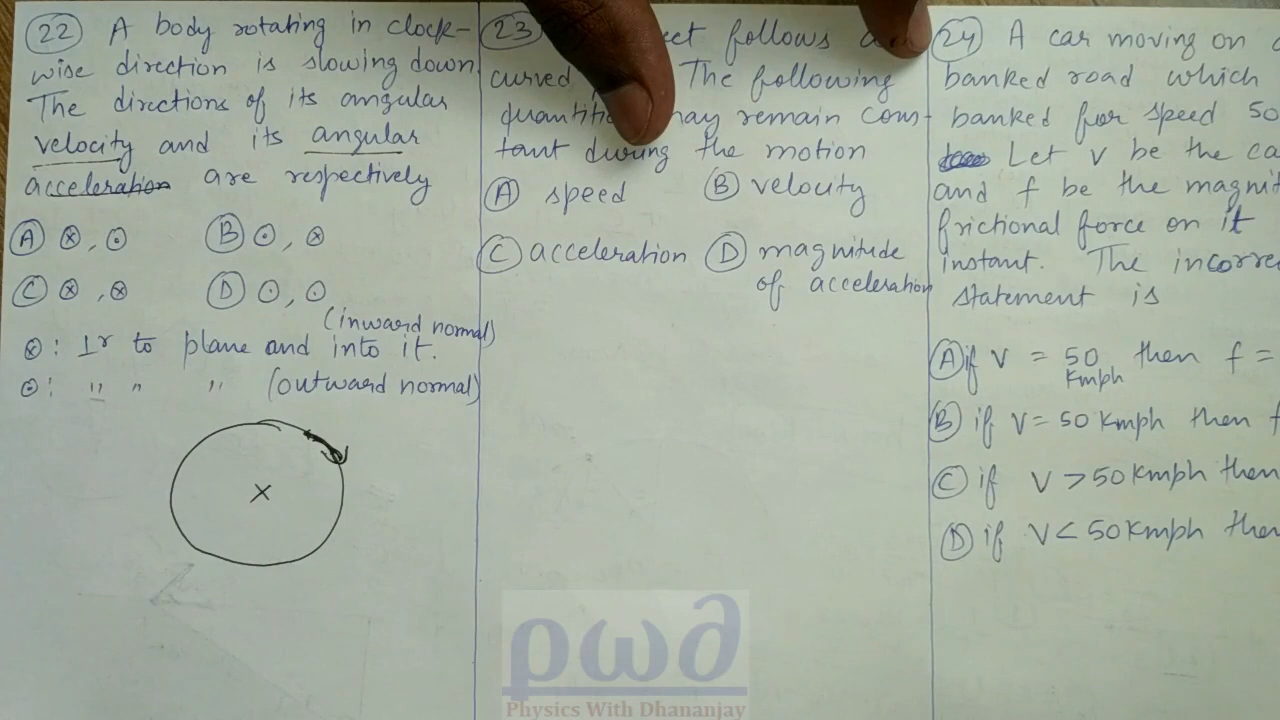 22 A body rotating in clock-
wise direction is slowing down.
The directions of its angular
velocity and its angular
acceleration are respectively
A ⊗, ⊙ B ⊙, ⊗
C ⊗, ⊗ D ⊙, ⊙
(inward normal)
⊗: ⊥r to plane and into it.
⊙: " " " (outward normal)
×
23 follows
curved The following
may remain cons-
tant during the motion
A speed B velocity
C acceleration D magnitude
of acceleration
24 A car moving on
banked road which
banked for speed 50
Let v be the
and f be the
frictional force on it
instant. The
statement is
A if V = 50 Kmph then f =
B if V = 50 Kmph then f
C if V > 50 Kmph then
D if V < 50 Kmph
pwd
Physics With Dhananjay